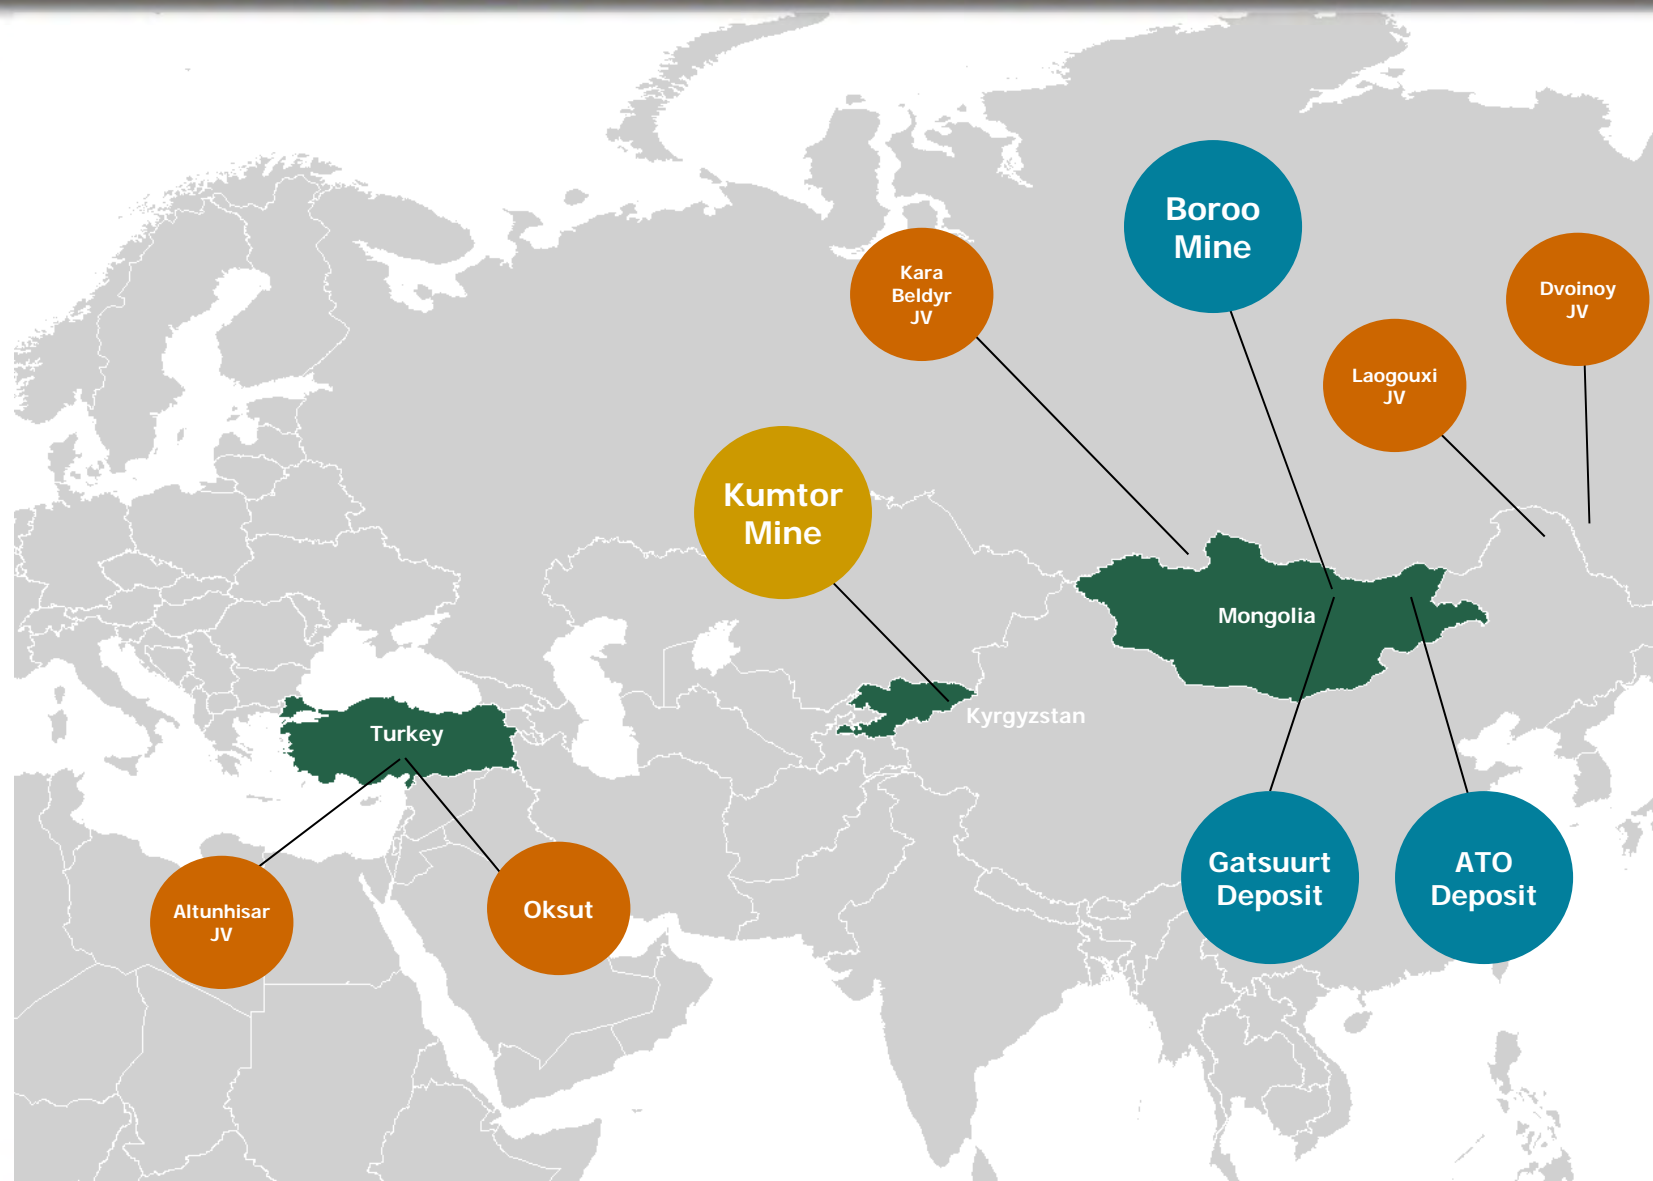 Boroo
Mine
Kara
Beldyr
JV
Dvoinoy
JV
Laogouxi
JV
Kumtor
Mine
Mongolia
Kyrgyzstan
Turkey
Gatsuurt
Deposit
ATO
Deposit
Altunhisar
JV
Oksut